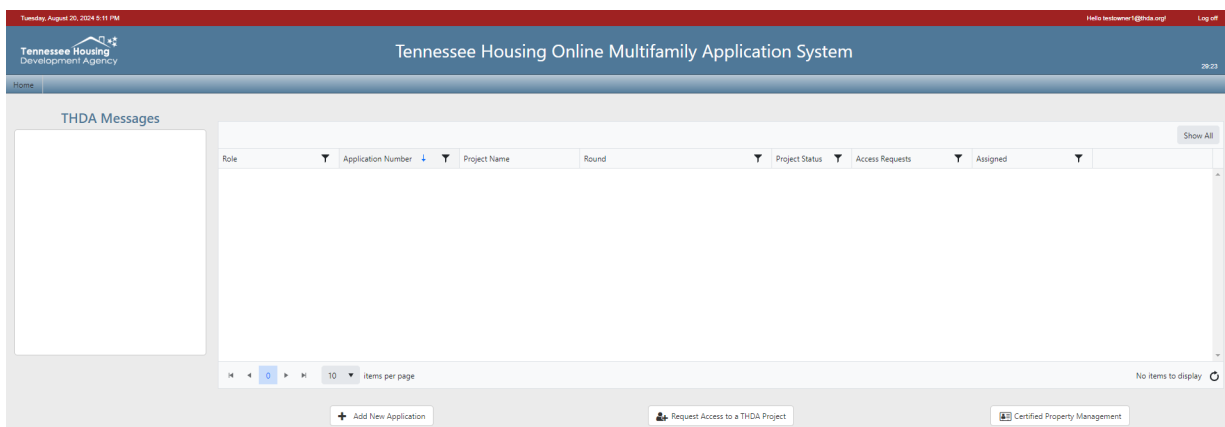 Tuesday, August 20, 2024 5:11 PM
Hello testowner1@thda.org!
Log off
Tennessee Housing
Development Agency
Tennessee Housing Online Multifamily Application System
29:23
Home
THDA Messages
Show All
Role Application Number Project Name Round Project Status Access Requests Assigned
0 10 items per page No items to display
Add New Application Request Access to a THDA Project Certified Property Management